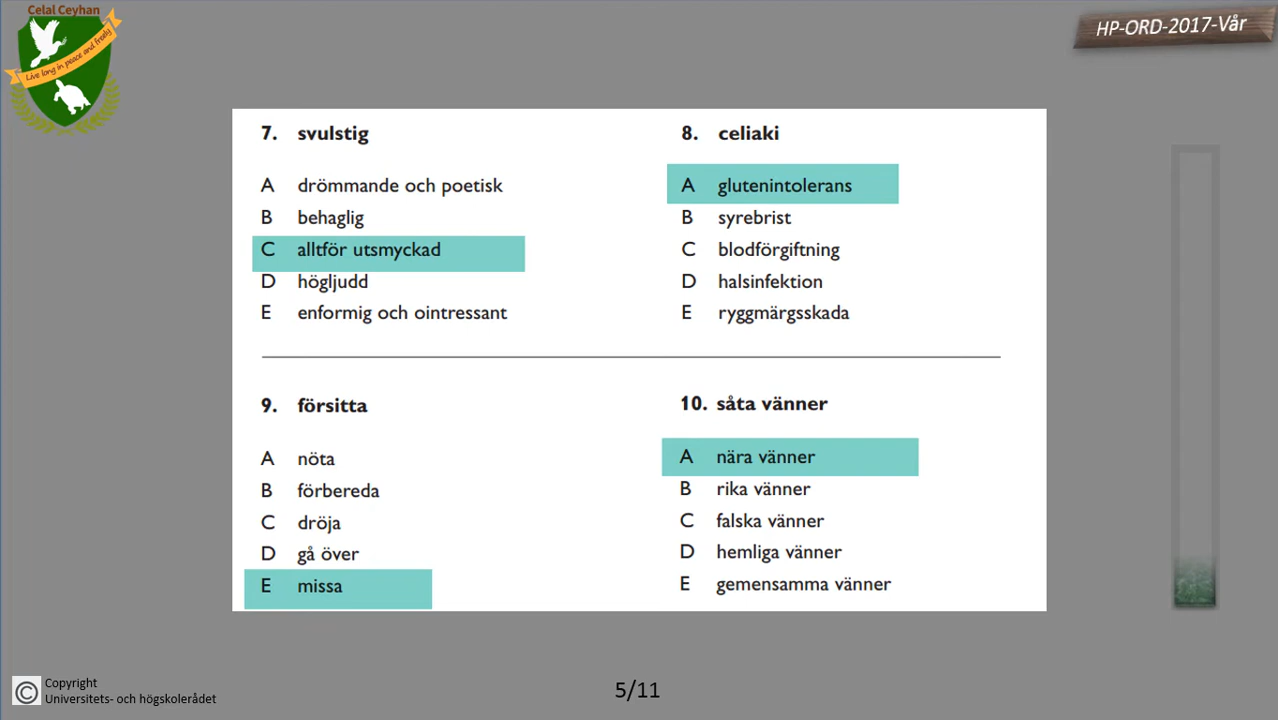 Celal Ceyhan
Live long in peace and freely
HP-ORD-2017-Vår
7. svulstig
A drömmande och poetisk
B behaglig
C alltför utsmyckad
D högljudd
E enformig och ointressant
8. celiaki
A glutenintolerans
B syrebrist
C blodförgiftning
D halsinfektion
E ryggmärgsskada
9. försitta
A nöta
B förbereda
C dröja
D gå över
E missa
10. såta vänner
A nära vänner
B rika vänner
C falska vänner
D hemliga vänner
E gemensamma vänner
© Copyright
Universitets- och högskolerådet
5/11